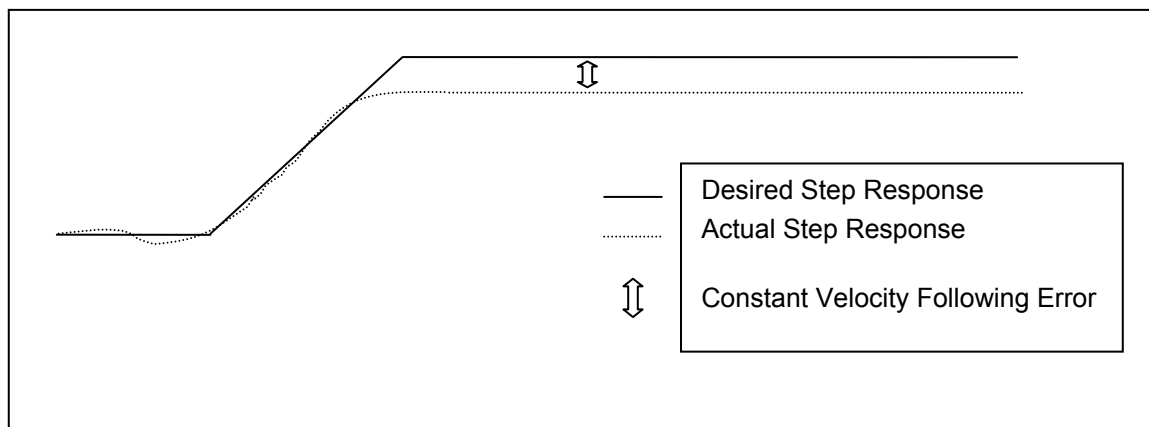 Desired Step Response
Actual Step Response
Constant Velocity Following Error